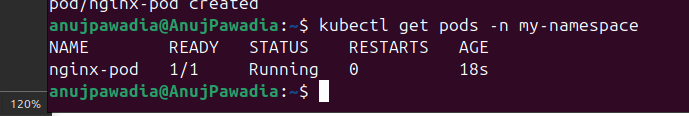 pod/nginx-pod created
anujpawadia@AnujPawadia:~$ kubectl get pods -n my-namespace
NAME        READY   STATUS    RESTARTS   AGE
nginx-pod   1/1     Running   0          18s
anujpawadia@AnujPawadia:~$
120%